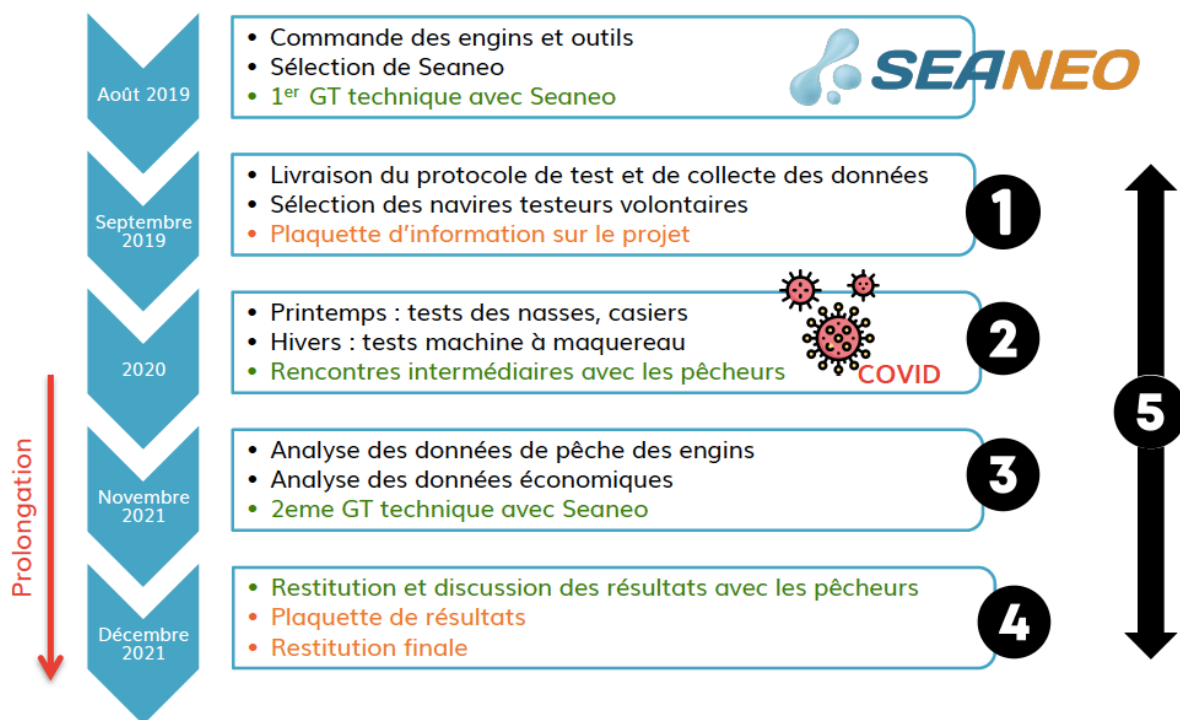 Août 2019
• Commande des engins et outils
• Sélection de Seaneo
• 1er GT technique avec Seaneo
SEANEO
Septembre
2019
• Livraison du protocole de test et de collecte des données
• Sélection des navires testeurs volontaires
• Plaquette d'information sur le projet
1
2020
• Printemps : tests des nasses, casiers
• Hivers : tests machine à maquereau
• Rencontres intermédiaires avec les pêcheurs
COVID
2
Novembre
2021
• Analyse des données de pêche des engins
• Analyse des données économiques
• 2eme GT technique avec Seaneo
3
Décembre
2021
• Restitution et discussion des résultats avec les pêcheurs
• Plaquette de résultats
• Restitution finale
4
5
Prolongation